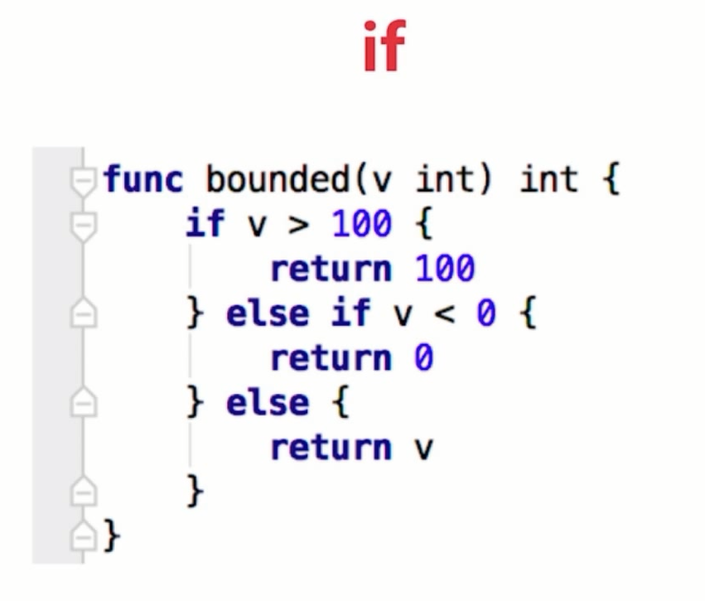 if
func bounded(v int) int {
    if v > 100 {
        return 100
    } else if v < 0 {
        return 0
    } else {
        return v
    }
}